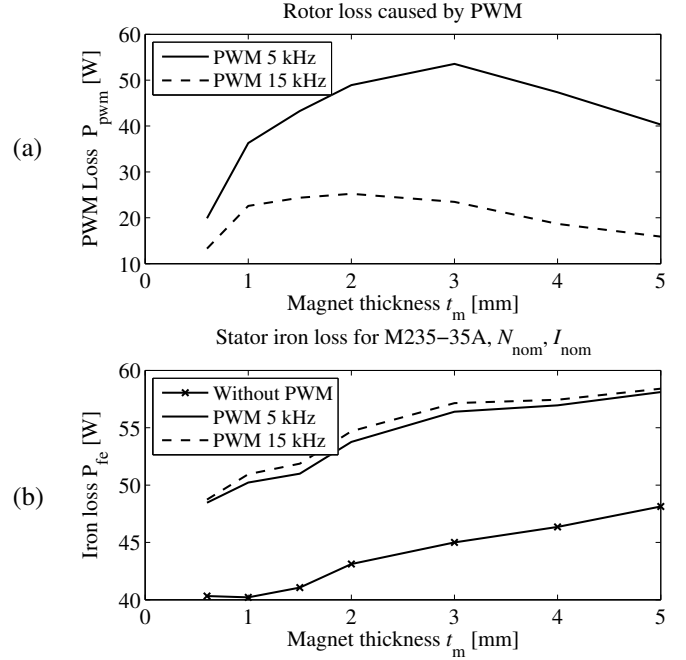 Rotor loss caused by PWM
(a)
PWM Loss P_pwm [W]
60
50
40
30
20
10
PWM 5 kHz
PWM 15 kHz
0 1 2 3 4 5
Magnet thickness t_m [mm]
Stator iron loss for M235−35A, N_nom, I_nom
(b)
Iron loss P_fe [W]
60
55
50
45
40
Without PWM
PWM 5 kHz
PWM 15 kHz
0 1 2 3 4 5
Magnet thickness t_m [mm]